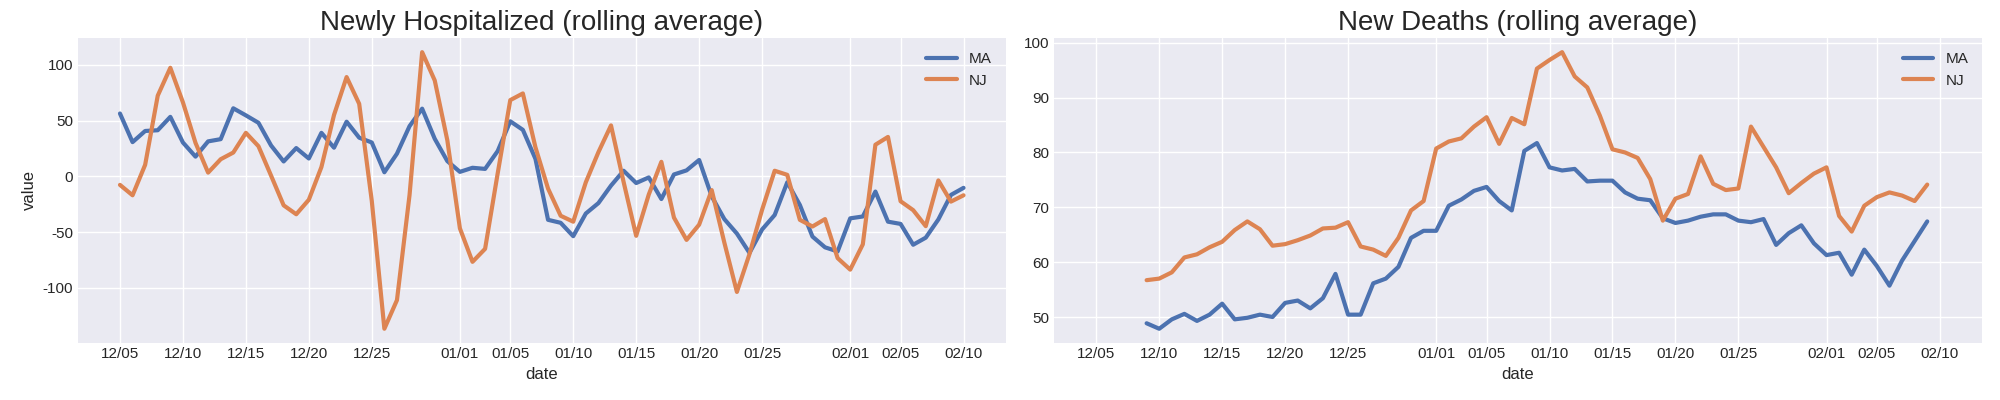 Newly Hospitalized (rolling average)
MA
NJ
value
100
50
0
-50
-100
12/05 12/10 12/15 12/20 12/25 01/01 01/05 01/10 01/15 01/20 01/25 02/01 02/05 02/10
date
New Deaths (rolling average)
MA
NJ
100
90
80
70
60
50
12/05 12/10 12/15 12/20 12/25 01/01 01/05 01/10 01/15 01/20 01/25 02/01 02/05 02/10
date